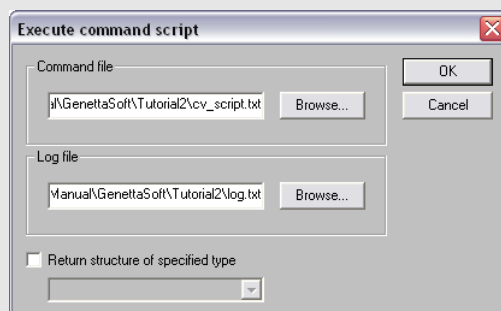 Execute command script
Command file
OK
al\GenettaSoft\Tutorial2\cv_script.txt
Browse...
Cancel
Log file
Manual\GenettaSoft\Tutorial2\log.txt
Browse...
Return structure of specified type